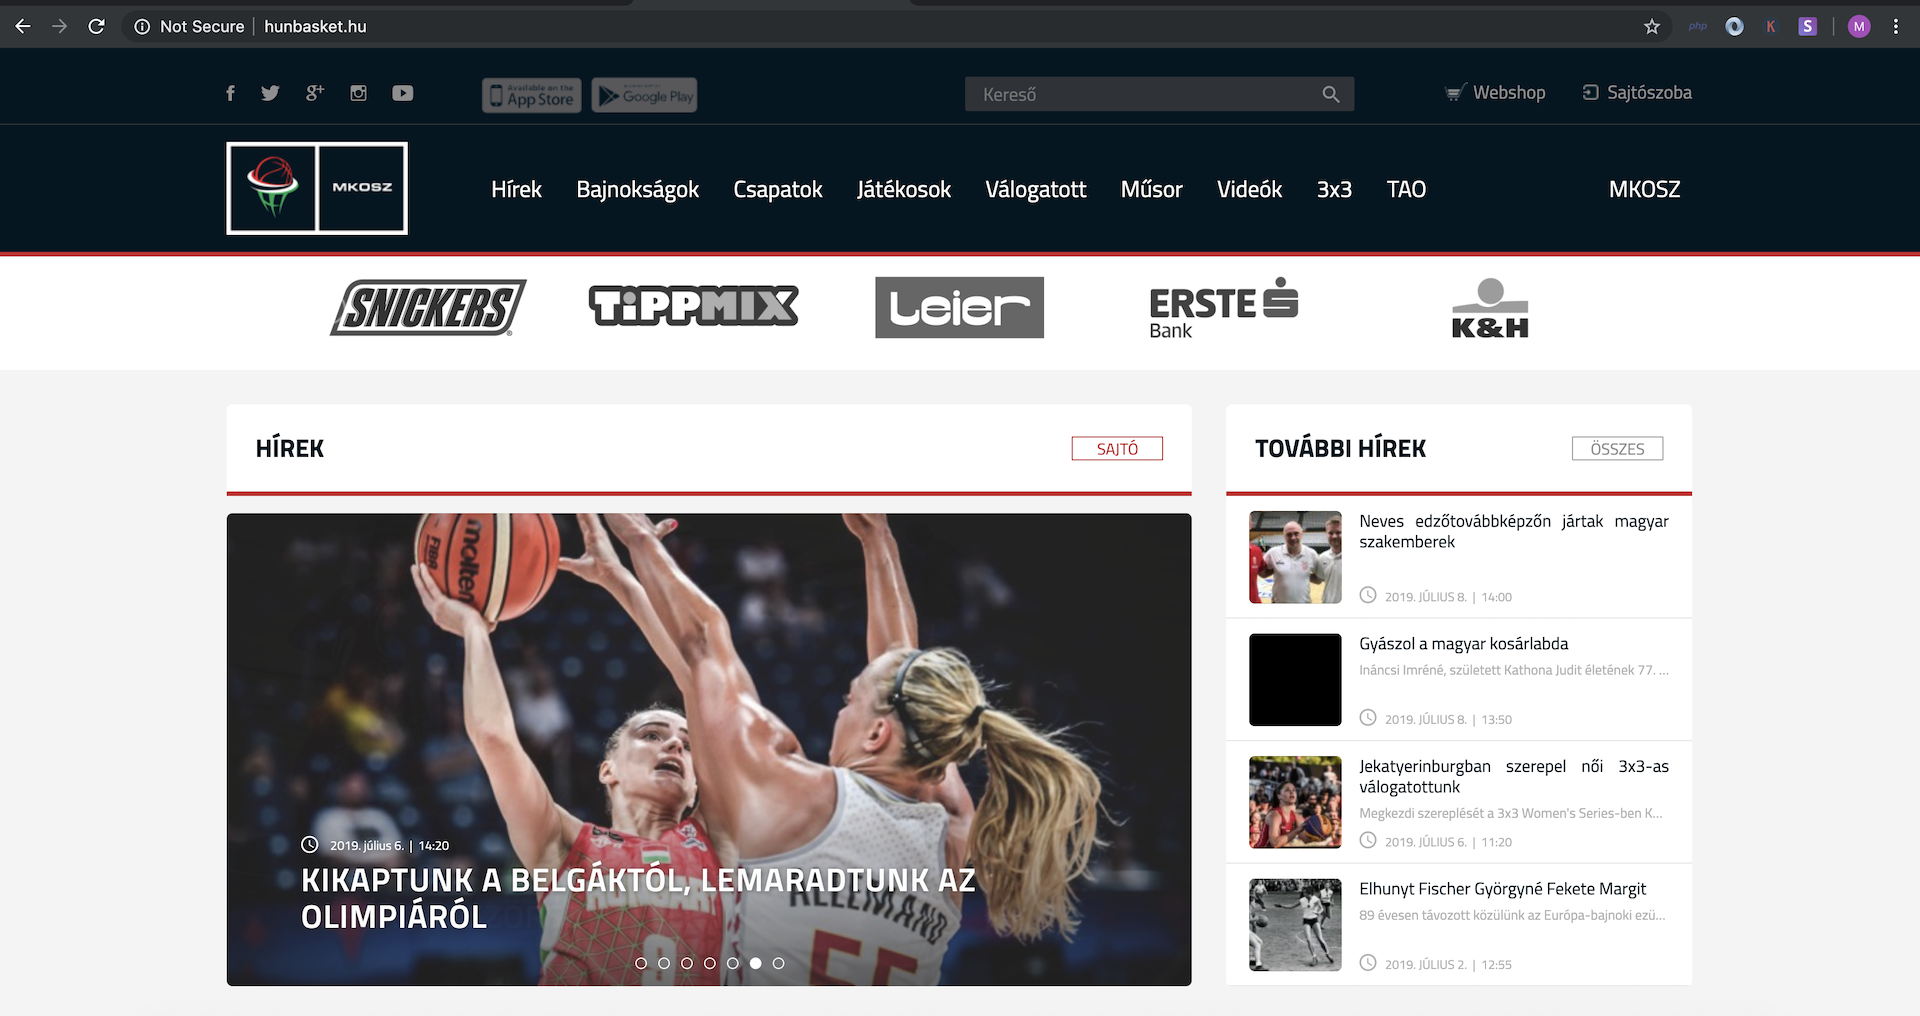 Not Secure | hunbasket.hu
php K S M
Available on the App Store
Google Play
Kereső
Webshop
Sajtószoba
MKOSZ
Hírek Bajnokságok Csapatok Játékosok Válogatott Műsor Videók 3x3 TAO MKOSZ
SNICKERS
TiPPMIX
Leier
ERSTE
Bank
K&H
HÍREK
SAJTÓ
FIBA
molten
HUNGARY
ALLEMAND
55
2019. július 6. | 14:20
KIKAPTUNK A BELGÁKTÓL, LEMARADTUNK AZ
OLIMPIÁRÓL
TOVÁBBI HÍREK
ÖSSZES
Neves edzőtovábbképzőn jártak magyar
szakemberek
2019. JÚLIUS 8. | 14:00
Gyászol a magyar kosárlabda
Ináncsi Imréné, született Kathona Judit életének 77. ...
2019. JÚLIUS 8. | 13:50
Jekatyerinburgban szerepel női 3x3-as
válogatottunk
Megkezdi szereplését a 3x3 Women's Series-ben K...
2019. JÚLIUS 6. | 11:20
Elhunyt Fischer Györgyné Fekete Margit
89 évesen távozott közülünk az Európa-bajnoki ezü...
2019. JÚLIUS 2. | 12:55